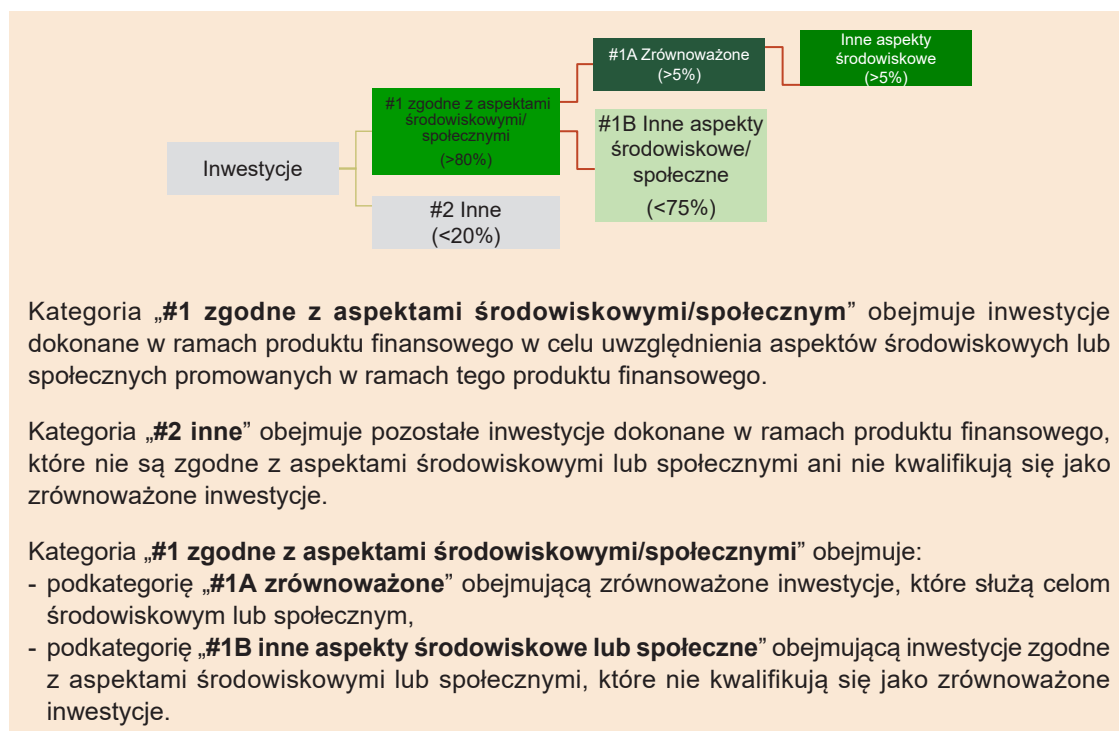 Inwestycje
#1 zgodne z aspektami
środowiskowymi/
społecznymi
(>80%)
#2 Inne
(<20%)
#1A Zrównoważone
(>5%)
#1B Inne aspekty
środowiskowe/
społeczne
(<75%)
Inne aspekty
środowiskowe
(>5%)
Kategoria „#1 zgodne z aspektami środowiskowymi/społecznym” obejmuje inwestycje
dokonane w ramach produktu finansowego w celu uwzględnienia aspektów środowiskowych lub
społecznych promowanych w ramach tego produktu finansowego.
Kategoria „#2 inne” obejmuje pozostałe inwestycje dokonane w ramach produktu finansowego,
które nie są zgodne z aspektami środowiskowymi lub społecznymi ani nie kwalifikują się jako
zrównoważone inwestycje.
Kategoria „#1 zgodne z aspektami środowiskowymi/społecznymi” obejmuje:
- podkategorię „#1A zrównoważone” obejmującą zrównoważone inwestycje, które służą celom
środowiskowym lub społecznym,
- podkategorię „#1B inne aspekty środowiskowe lub społeczne” obejmującą inwestycje zgodne
z aspektami środowiskowymi lub społecznymi, które nie kwalifikują się jako zrównoważone
inwestycje.